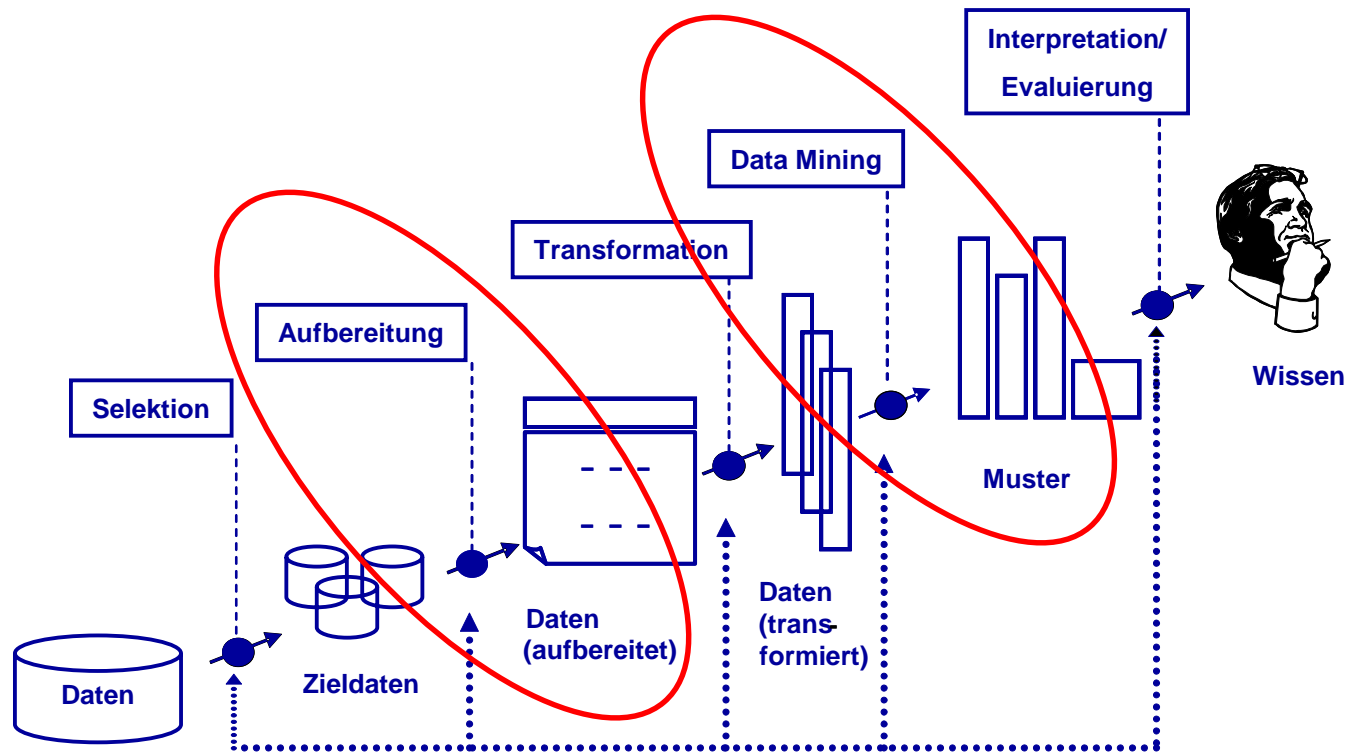 Interpretation/
Evaluierung
Data Mining
Transformation
Aufbereitung
Selektion
Wissen
Muster
Daten
(trans-
formiert)
Daten
(aufbereitet)
Zieldaten
Daten